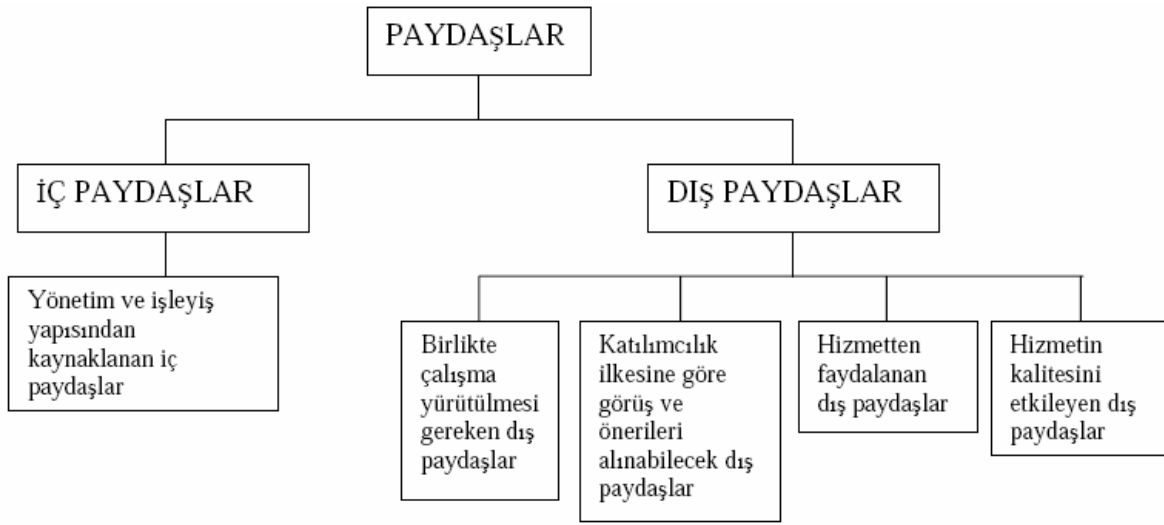 PAYDAŞLAR
İÇ PAYDAŞLAR
DIŞ PAYDAŞLAR
Yönetim ve işleyiş
yapısından
kaynaklanan iç
paydaşlar
Birlikte
çalışma
yürütülmesi
gereken dış
paydaşlar
Katılımcılık
ilkesine göre
görüş ve
önerileri
alınabilecek dış
paydaşlar
Hizmetten
faydalanan
dış paydaşlar
Hizmetin
kalitesini
etkileyen dış
paydaşlar